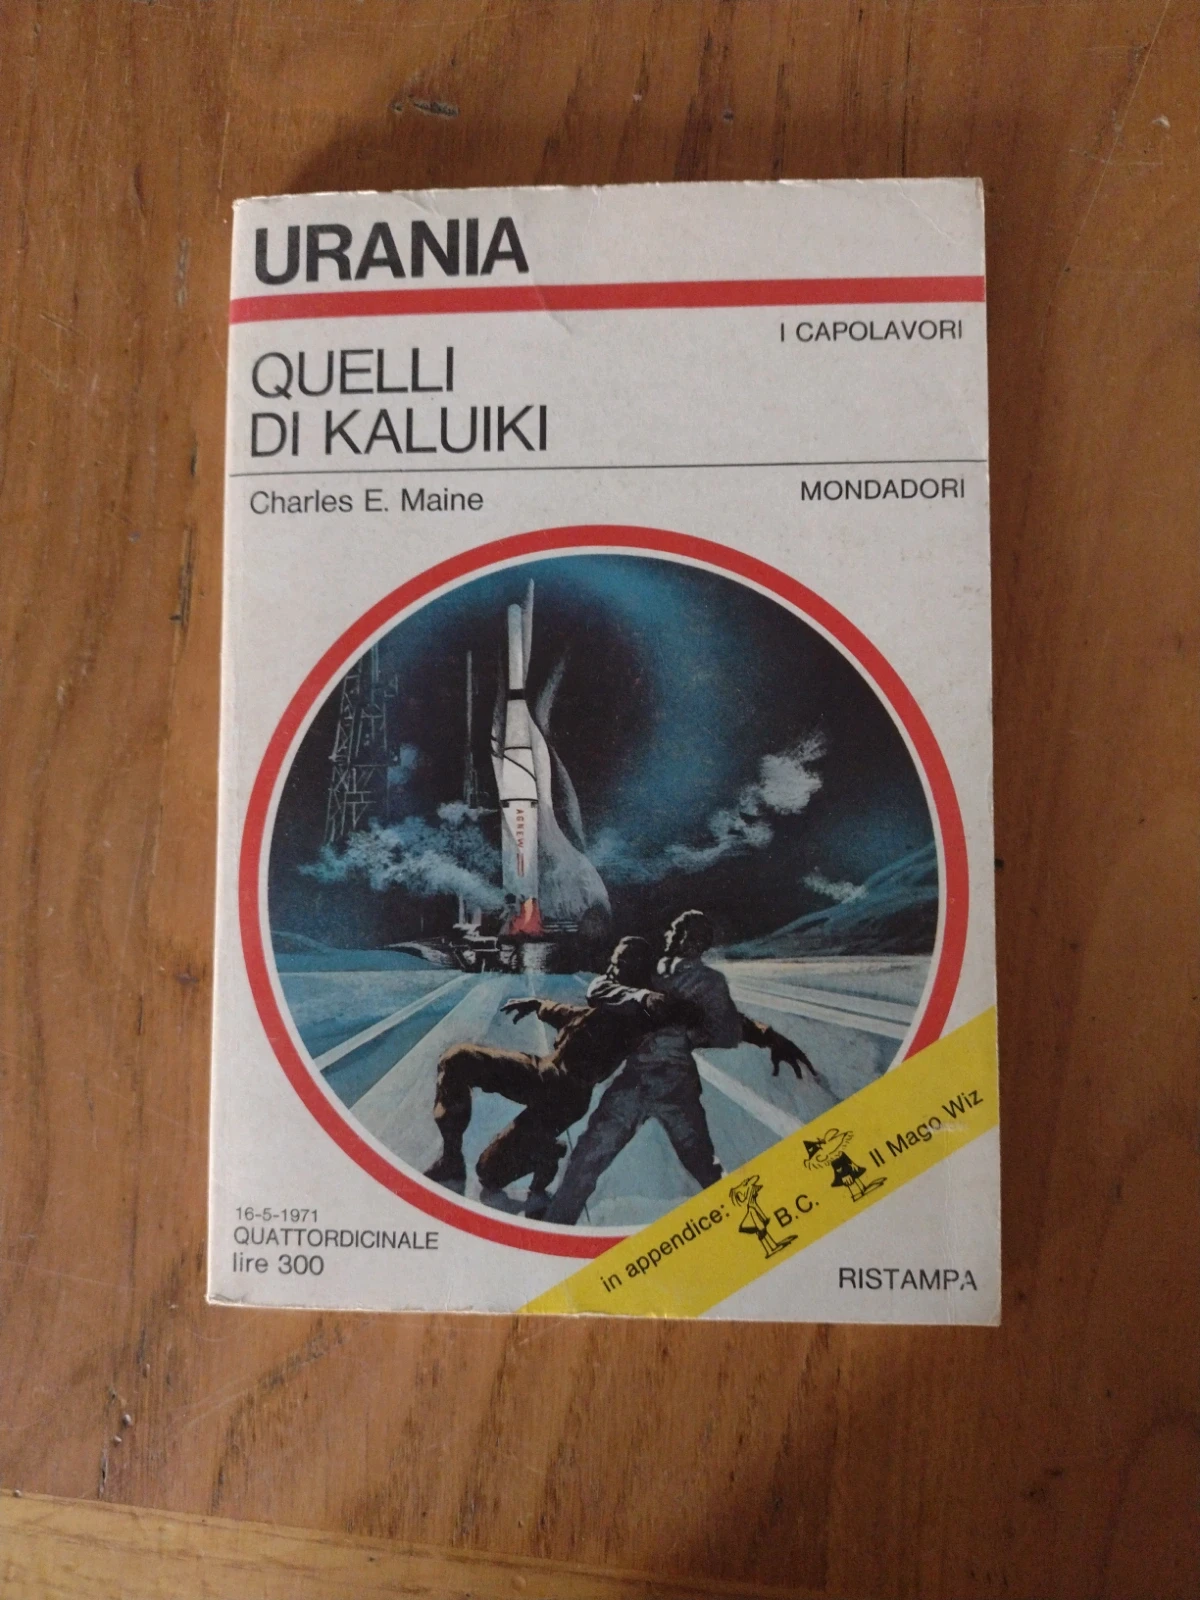 URANIA
I CAPOLAVORI
QUELLI
DI KALUIKI
Charles E. Maine
MONDADORI
AGREW
in appendice: B.C. Il Mago Wiz
16-5-1971
QUATTORDICINALE
lire 300
RISTAMPA